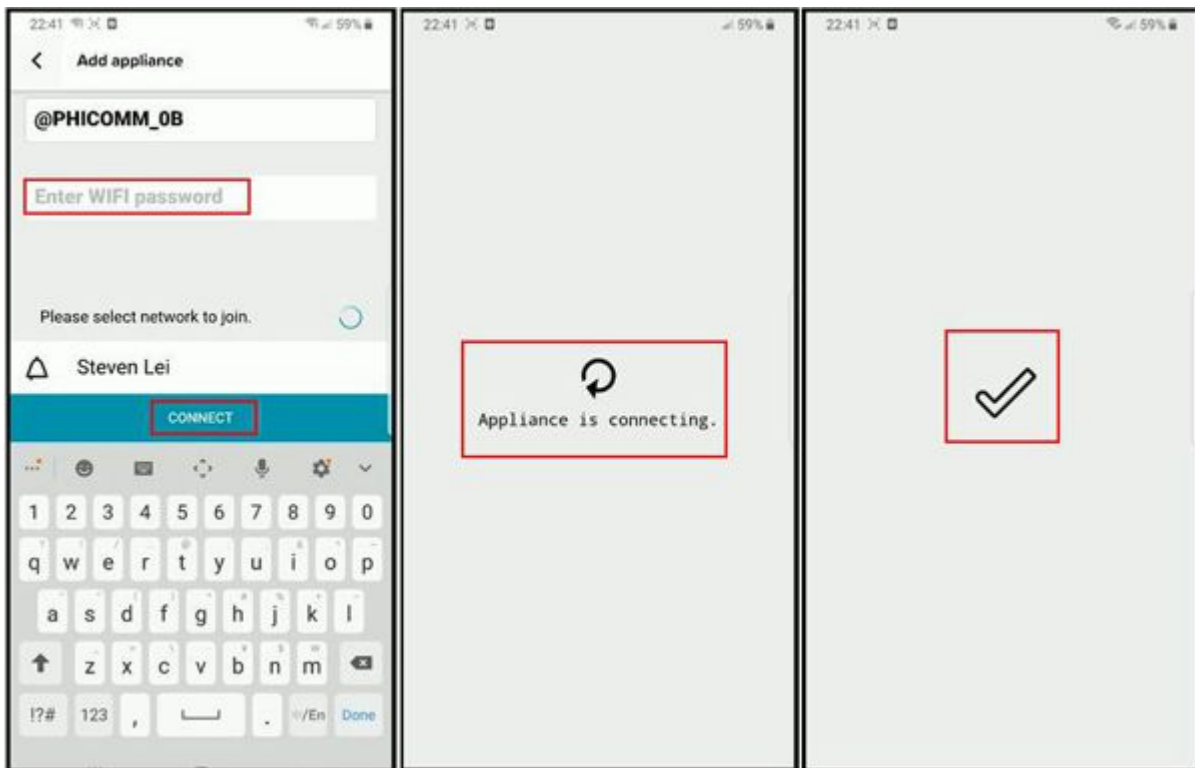 22:41
59%
Add appliance
@PHICOMM_0B
Enter WIFI password
Please select network to join.
Steven Lei
CONNECT
1 2 3 4 5 6 7 8 9 0
q w e r t y u i o p
a s d f g h j k l
z x c v b n m
!?# 123 , . /En Done
22:41
59%
Appliance is connecting.
22:41
59%